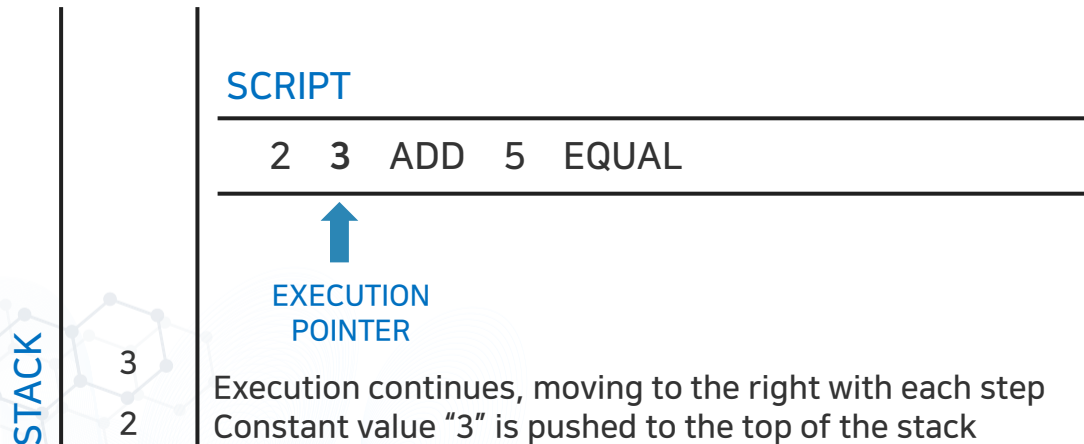 SCRIPT
2 3 ADD 5 EQUAL
EXECUTION
POINTER
STACK
3
2
Execution continues, moving to the right with each step
Constant value “3” is pushed to the top of the stack